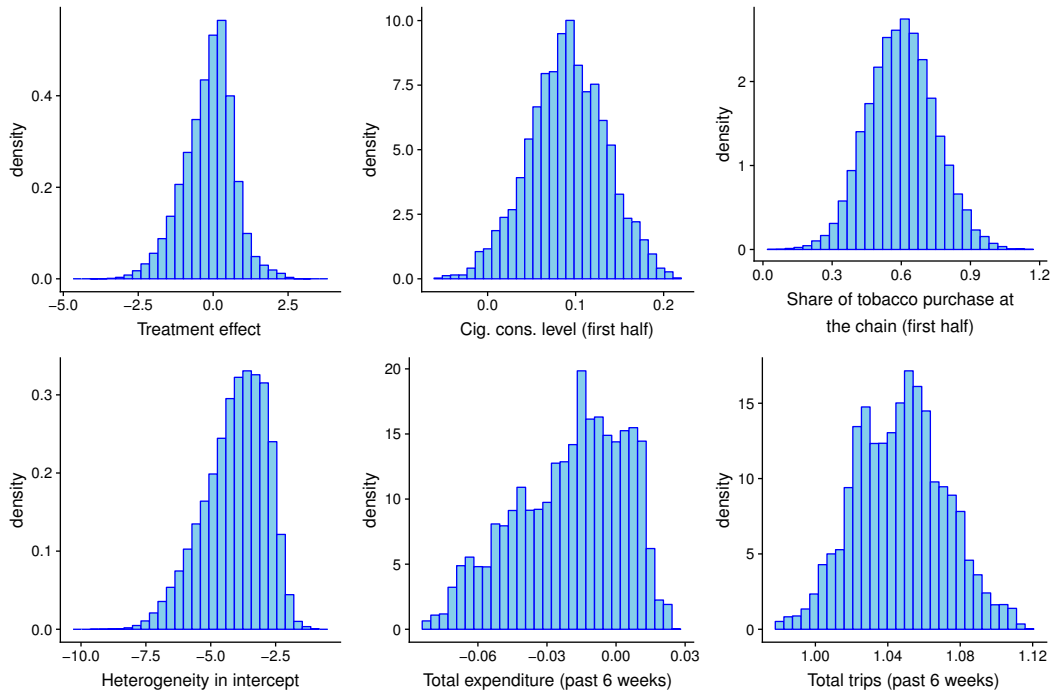 density
0.4
0.2
0.0
−5.0 −2.5 0.0 2.5
Treatment effect
density
10.0
7.5
5.0
2.5
0.0
0.0 0.1 0.2
Cig. cons. level (first half)
density
2
1
0
0.0 0.3 0.6 0.9 1.2
Share of tobacco purchase at
the chain (first half)
density
0.3
0.2
0.1
0.0
−10.0 −7.5 −5.0 −2.5
Heterogeneity in intercept
density
20
15
10
5
0
−0.06 −0.03 0.00 0.03
Total expenditure (past 6 weeks)
density
15
10
5
0
1.00 1.04 1.08 1.12
Total trips (past 6 weeks)